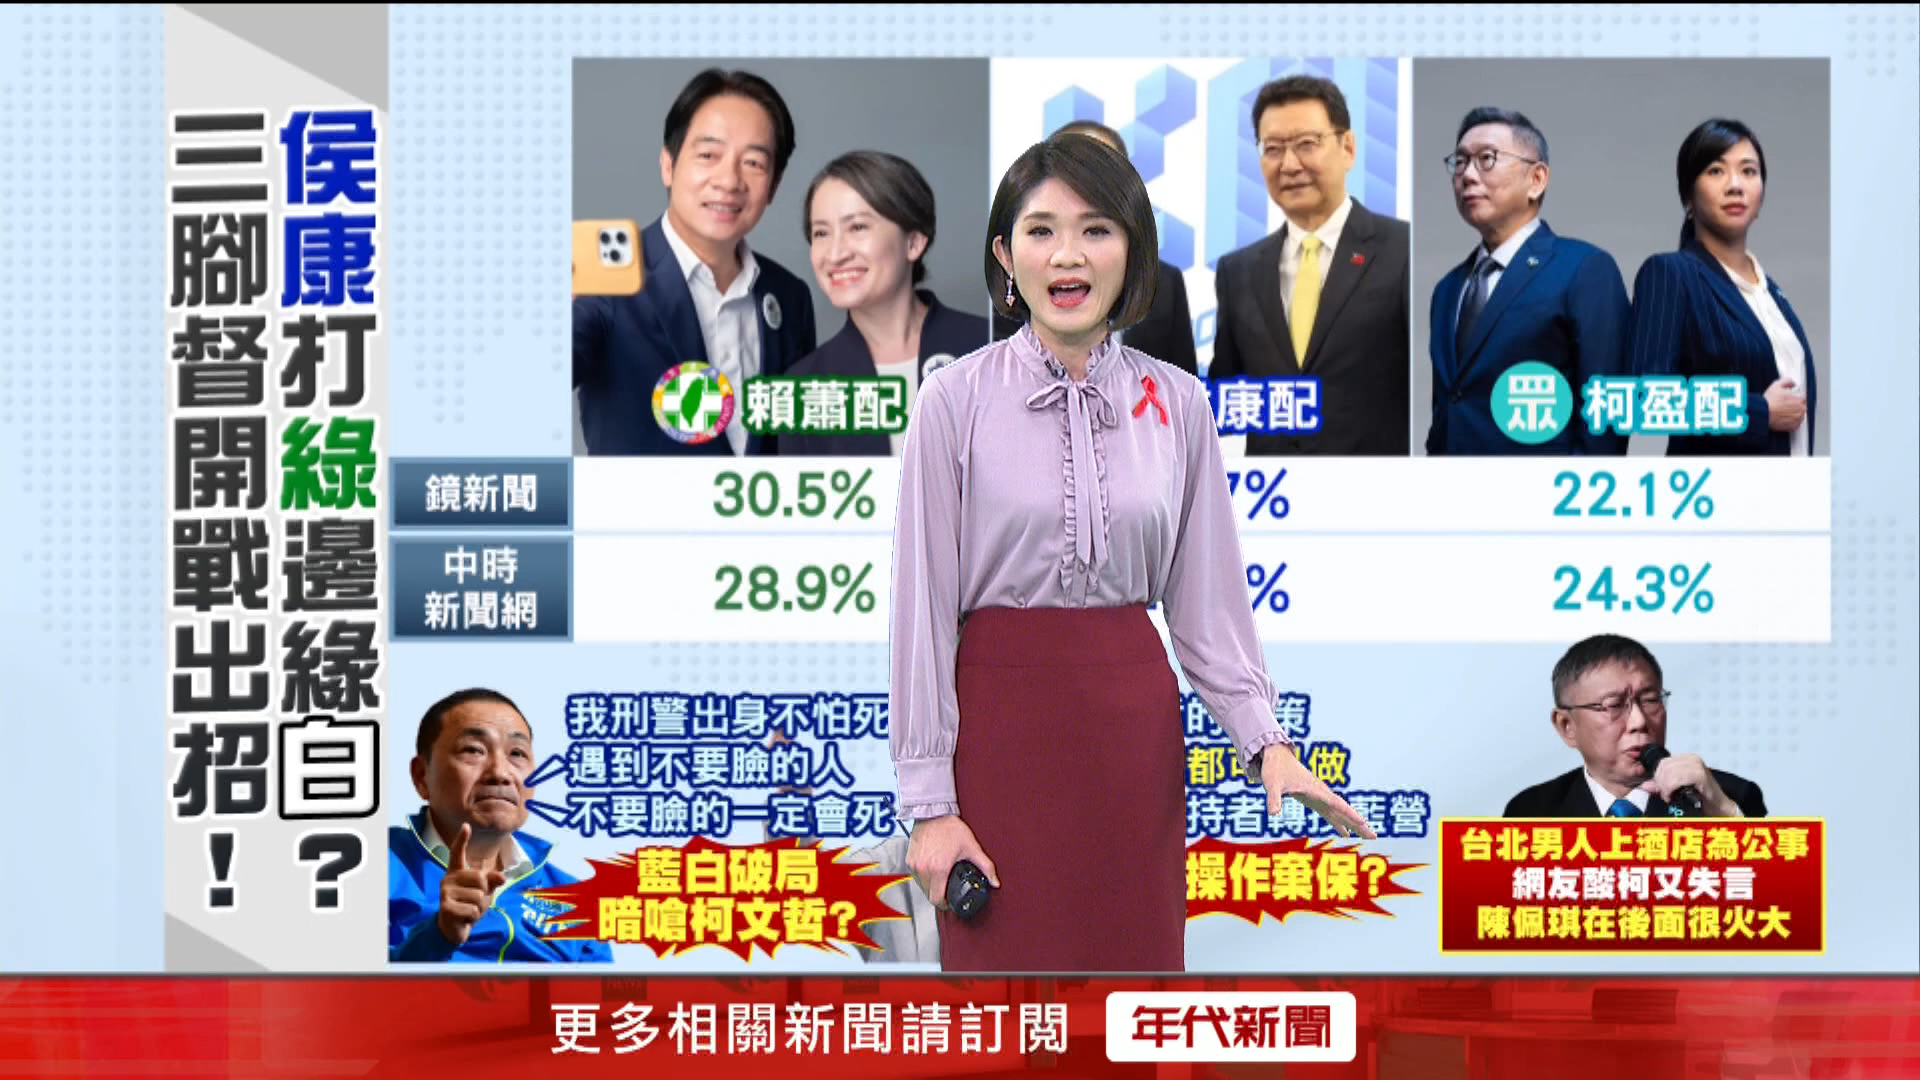 侯康打綠邊緣白?
三腳督開戰出招!
賴蕭配
康配
眾
柯盈配
鏡新聞
30.5%
7%
22.1%
中時
新聞網
28.9%
%
24.3%
我刑警出身不怕死
遇到不要臉的人
不要臉的一定會死
藍白破局
暗嗆柯文哲?
的
策
都可
做
持者轉投藍營
操作棄保?
台北男人上酒店為公事
網友酸柯又失言
陳佩琪在後面很火大
更多相關新聞請訂閱
年代新聞